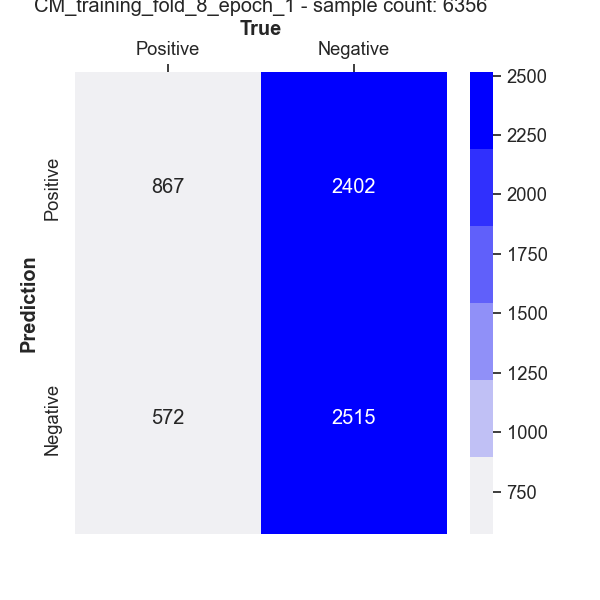 CM_training_fold_8_epoch_1 - sample count: 6356
True
Positive Negative
Prediction
Positive
867 2402
Negative
572 2515
2500
2250
2000
1750
1500
1250
1000
750